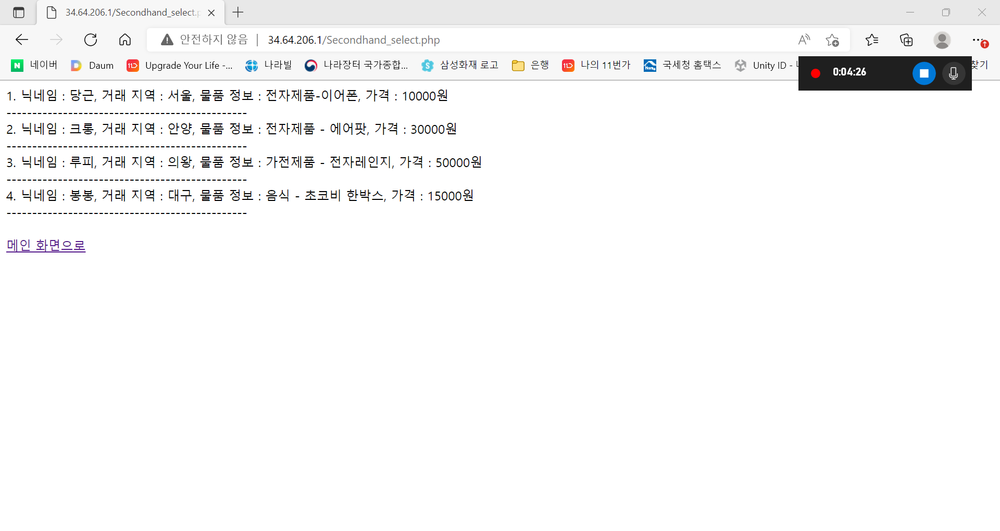 34.64.206.1/Secondhand_select.p
안전하지 않음 | 34.64.206.1/Secondhand_select.php
네이버 Daum Upgrade Your Life -... 나라빌 나라장터 국가종합... 삼성화재 로고 은행 나의 11번가 국세청 홈택스 Unity ID - 찾기
0:04:26
1. 닉네임 : 당근, 거래 지역 : 서울, 물품 정보 : 전자제품-이어폰, 가격 : 10000원
-----------------------------------------------
2. 닉네임 : 크롱, 거래 지역 : 안양, 물품 정보 : 전자제품 - 에어팟, 가격 : 30000원
-----------------------------------------------
3. 닉네임 : 루피, 거래 지역 : 의왕, 물품 정보 : 가전제품 - 전자레인지, 가격 : 50000원
-----------------------------------------------
4. 닉네임 : 봉봉, 거래 지역 : 대구, 물품 정보 : 음식 - 초코비 한박스, 가격 : 15000원
-----------------------------------------------
메인 화면으로